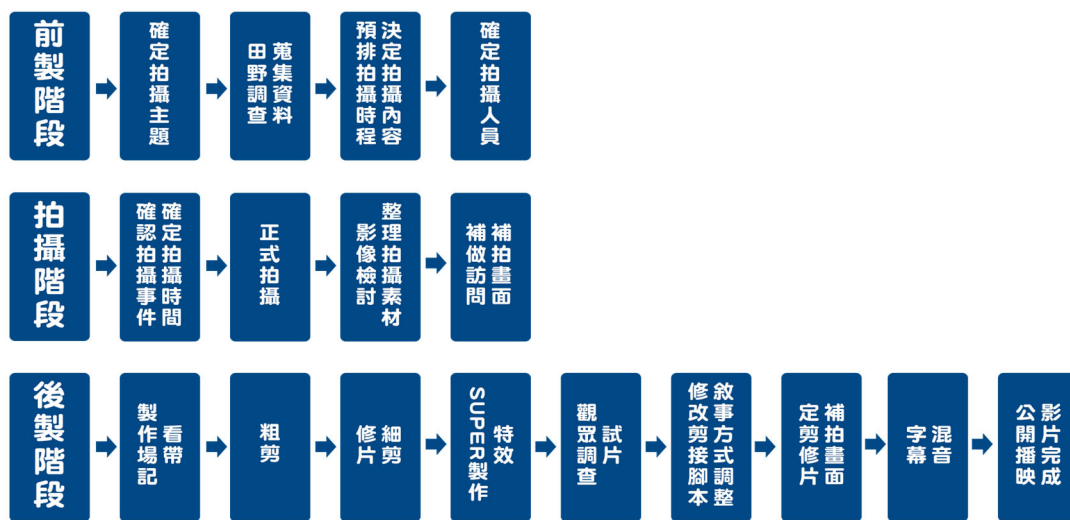 前製階段
確定拍攝主題
蒐集資料
田野調查
決定拍攝內容
預排拍攝時程
確定拍攝人員
拍攝階段
確定拍攝時間
確認拍攝事件
正式拍攝
整理拍攝素材
影像檢討
補拍畫面
補做訪問
後製階段
看帶
製作場記
粗剪
細剪
修片
特效
SUPER製作
試片
觀眾調查
敘事方式調整
修改剪接腳本
補拍畫面
定剪修片
混音
字幕
影片完成
公開播映